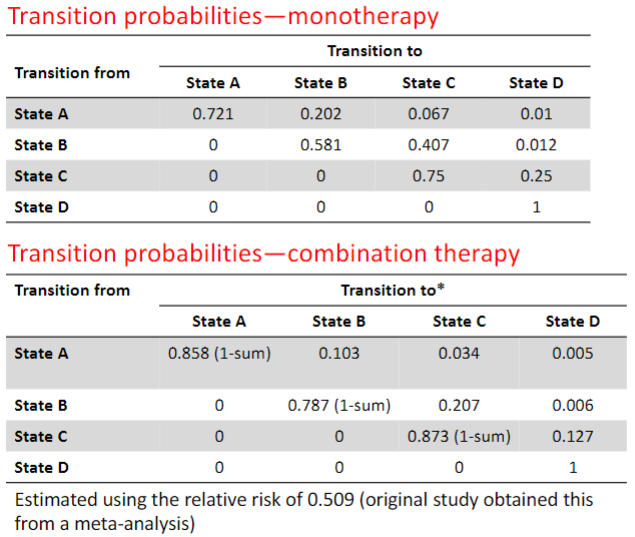 Transition probabilities—monotherapy
Transition from Transition to
State A State B State C State D
State A 0.721 0.202 0.067 0.01
State B 0 0.581 0.407 0.012
State C 0 0 0.75 0.25
State D 0 0 0 1
Transition probabilities—combination therapy
Transition from Transition to*
State A State B State C State D
State A 0.858 (1-sum) 0.103 0.034 0.005
State B 0 0.787 (1-sum) 0.207 0.006
State C 0 0 0.873 (1-sum) 0.127
State D 0 0 0 1
Estimated using the relative risk of 0.509 (original study obtained this
from a meta-analysis)